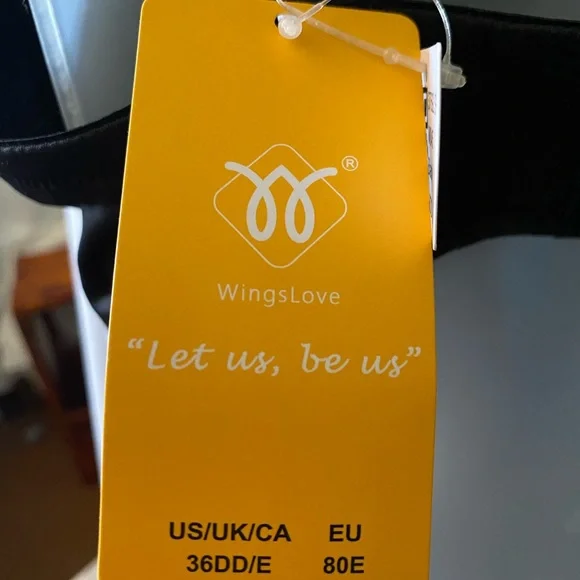 ®
WingsLove
“Let us, be us”
US/UK/CA EU
36DD/E 80E